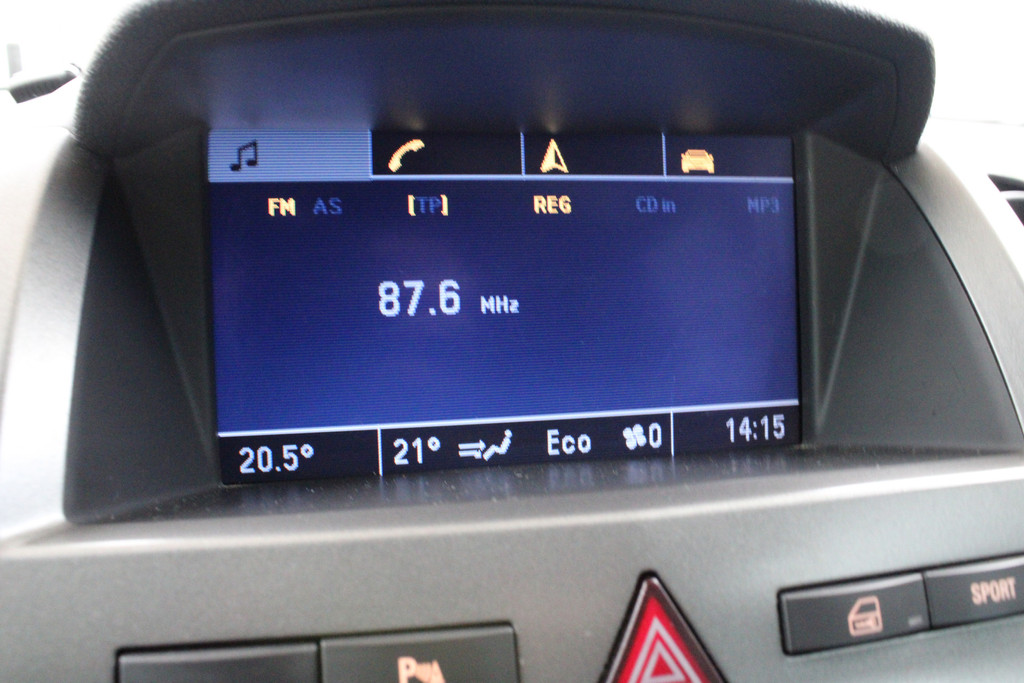 FM AS [TP] REG CD in MP3
87.6 MHz
20.5° 21° Eco 0 14:15
SPORT
P